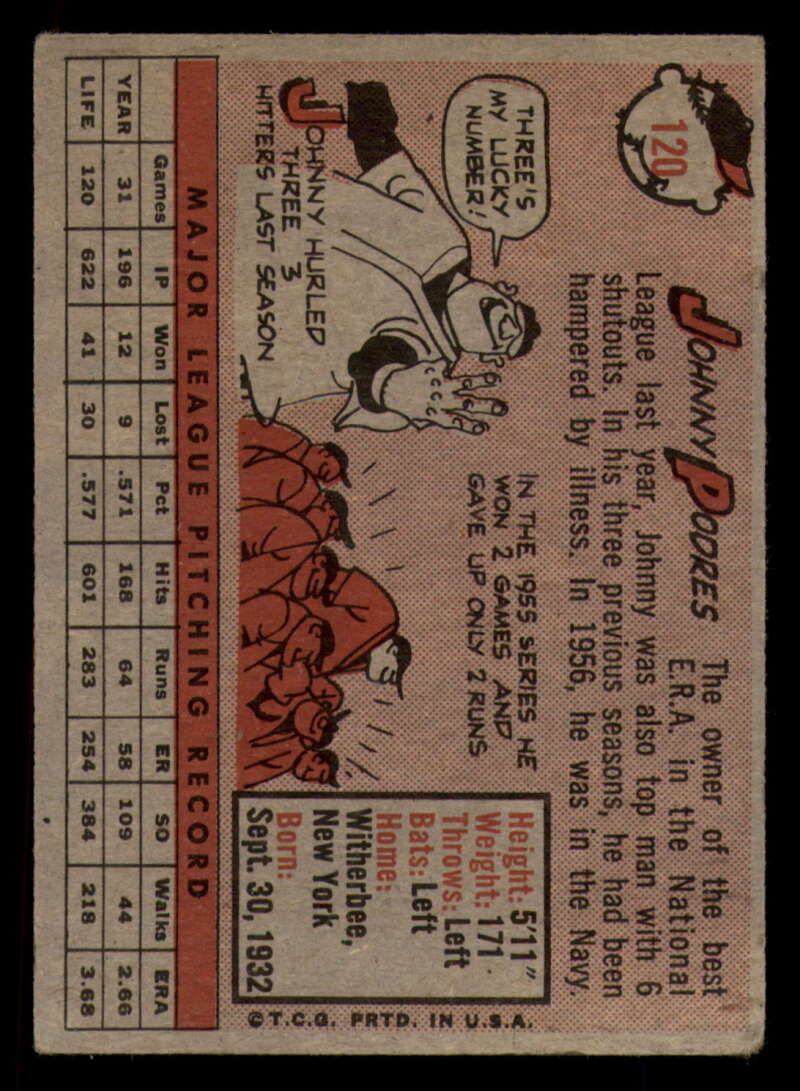 120
JOHNNY PODRES
The owner of the best
E.R.A. in the National
League last year, Johnny was also top man with 6
shutouts. In his three previous seasons, he had been
hampered by illness. In 1956, he was in the Navy.
THREE'S
MY LUCKY
NUMBER!
JOHNNY HURLED
THREE 3
HITTERS LAST SEASON
IN THE 1955 SERIES HE
WON 2 GAMES AND
GAVE UP ONLY 2 RUNS
Height: 5'11"
Weight: 171
Throws: Left
Bats: Left
Home:
Witherbee,
New York
Born:
Sept. 30, 1932
MAJOR LEAGUE PITCHING RECORD
Games IP Won Lost Pct Hits Runs ER SO Walks ERA
YEAR 31 196 12 9 .571 168 64 58 109 44 2.66
LIFE 120 622 41 30 .577 601 283 254 384 218 3.68
©T.C.G. PRTD. IN U.S.A.